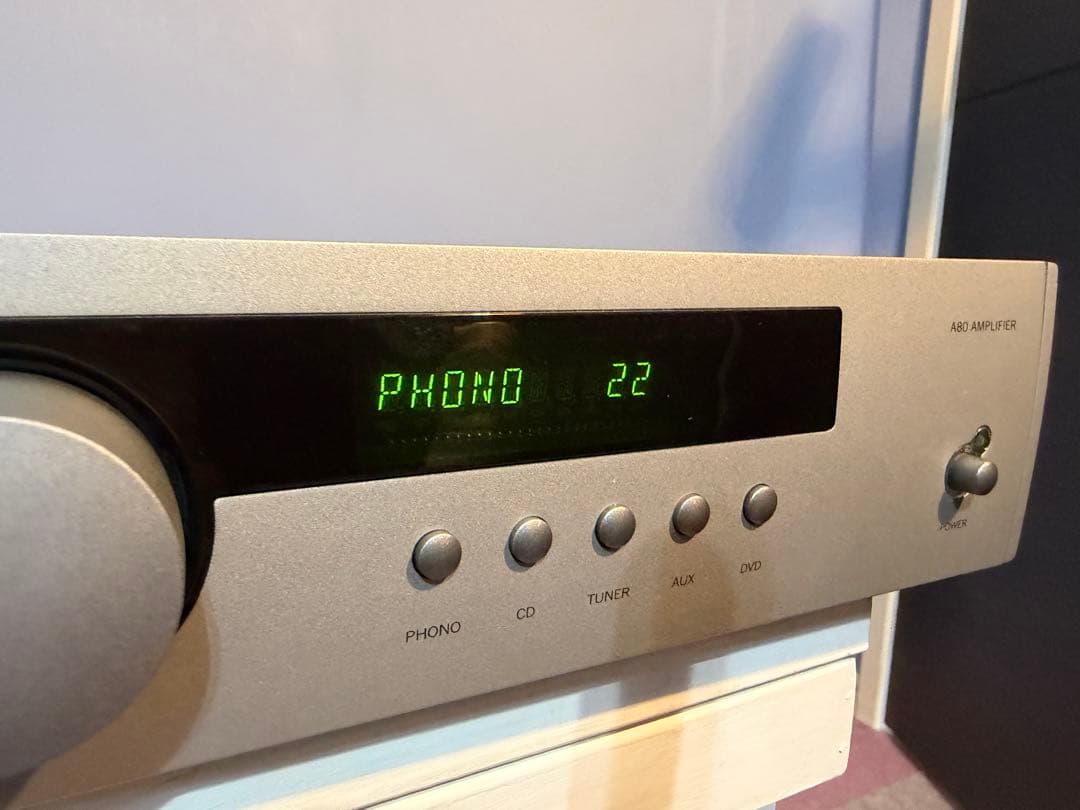 A80 AMPLIFIER
PHONO 22
POWER
PHONO CD TUNER AUX DVD